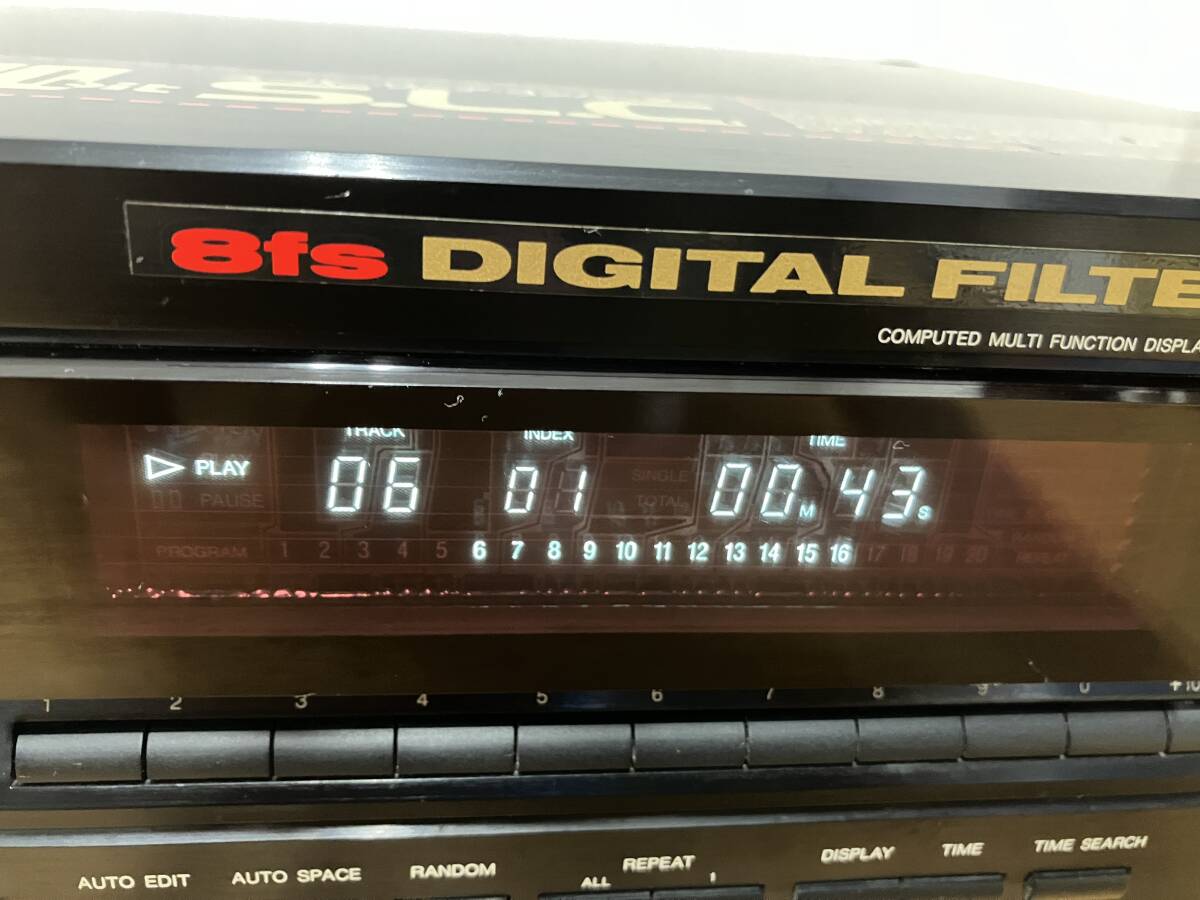 S.L.C.
8fs DIGITAL FILTE
COMPUTED MULTI FUNCTION DISPLA
TRACK INDEX TIME
PLAY 06 01 SINGLE 00 M 43 S
PAUSE TOTAL
PROGRAM 1 2 3 4 5 6 7 8 9 10 11 12 13 14 15 16 17 18 19 20
1 2 3 4 5 6 7 8 9 0 +10
AUTO EDIT AUTO SPACE RANDOM REPEAT DISPLAY TIME TIME SEARCH
ALL 1